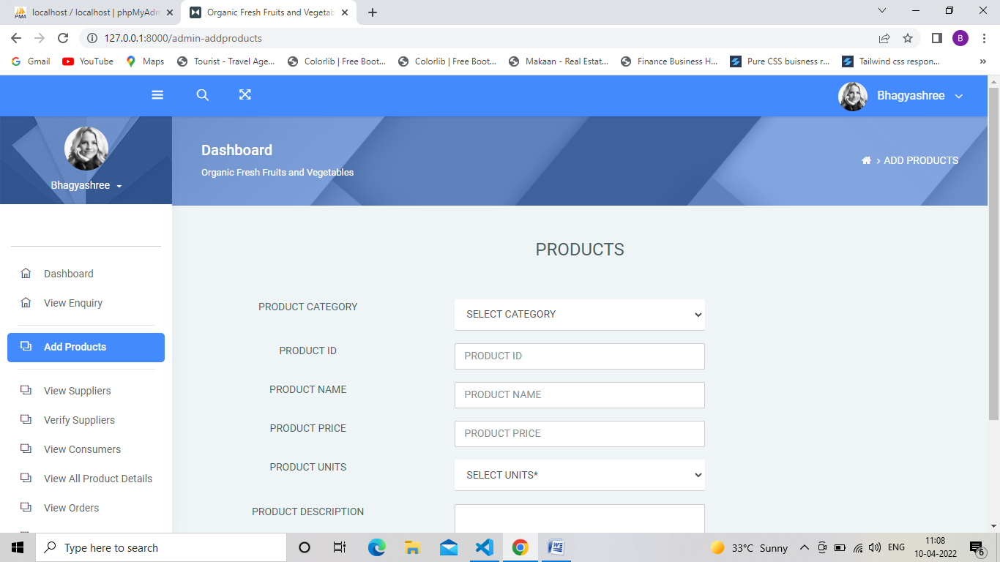 localhost / localhost | phpMyAdm
Organic Fresh Fruits and Vegetab
127.0.0.1:8000/admin-addproducts
B
Gmail
YouTube
Maps
Tourist - Travel Age...
Colorlib | Free Boot...
Colorlib | Free Boot...
Makaan - Real Estat...
Finance Business H...
Pure CSS buisness r...
Tailwind css respon...
Bhagyashree
Bhagyashree
Dashboard
Organic Fresh Fruits and Vegetables
> ADD PRODUCTS
Dashboard
View Enquiry
Add Products
View Suppliers
Verify Suppliers
View Consumers
View All Product Details
View Orders
PRODUCTS
PRODUCT CATEGORY
SELECT CATEGORY
PRODUCT ID
PRODUCT ID
PRODUCT NAME
PRODUCT NAME
PRODUCT PRICE
PRODUCT PRICE
PRODUCT UNITS
SELECT UNITS*
PRODUCT DESCRIPTION
Type here to search
33°C Sunny
ENG
11:08
10-04-2022
6